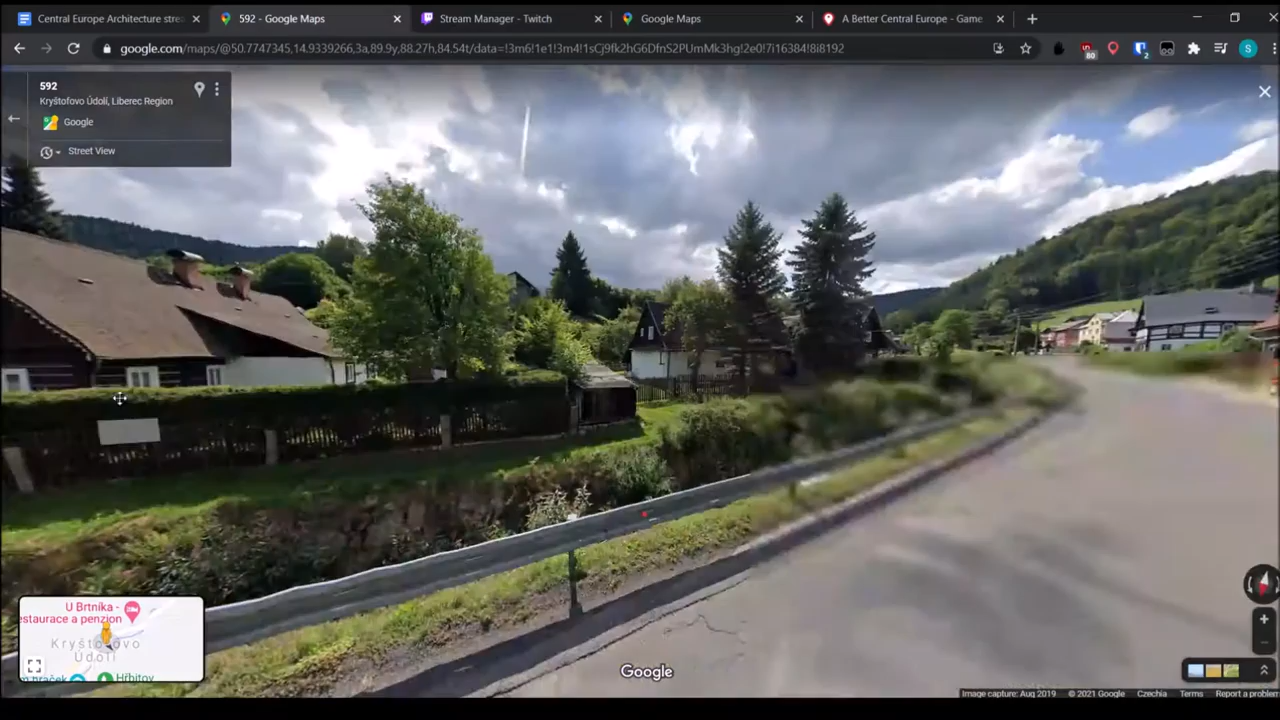 Central Europe Architecture strea
592 - Google Maps
Stream Manager - Twitch
Google Maps
A Better Central Europe - Game
google.com/maps/@50.7747345,14.9339266,3a,89.9y,88.27h,84.54t/data=!3m6!1e1!3m4!1sCj9fk2hG6DfnS2PUmMk3hg!2e0!7i16384!8i8192
80
2
S
592
Kryštofovo Údolí, Liberec Region
Google
Street View
U Brtníka -
estaurace a penzion
Kryštofovo
Údolí
Hřbitov
Google
Image capture: Aug 2019 © 2021 Google Czechia Terms Report a problem